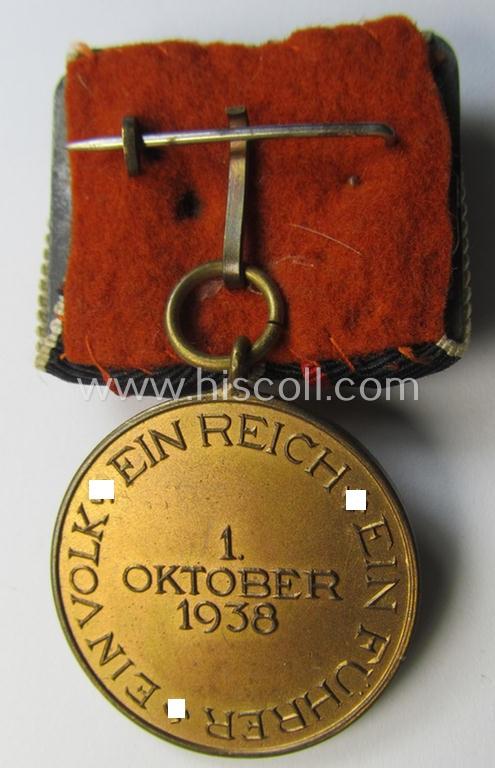 www.hiscoll.com
EIN VOLK EIN REICH EIN FÜHRER
1.
OKTOBER
1938